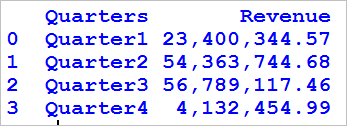 Quarters Revenue
0 Quarter1 23,400,344.57
1 Quarter2 54,363,744.68
2 Quarter3 56,789,117.46
3 Quarter4 4,132,454.99